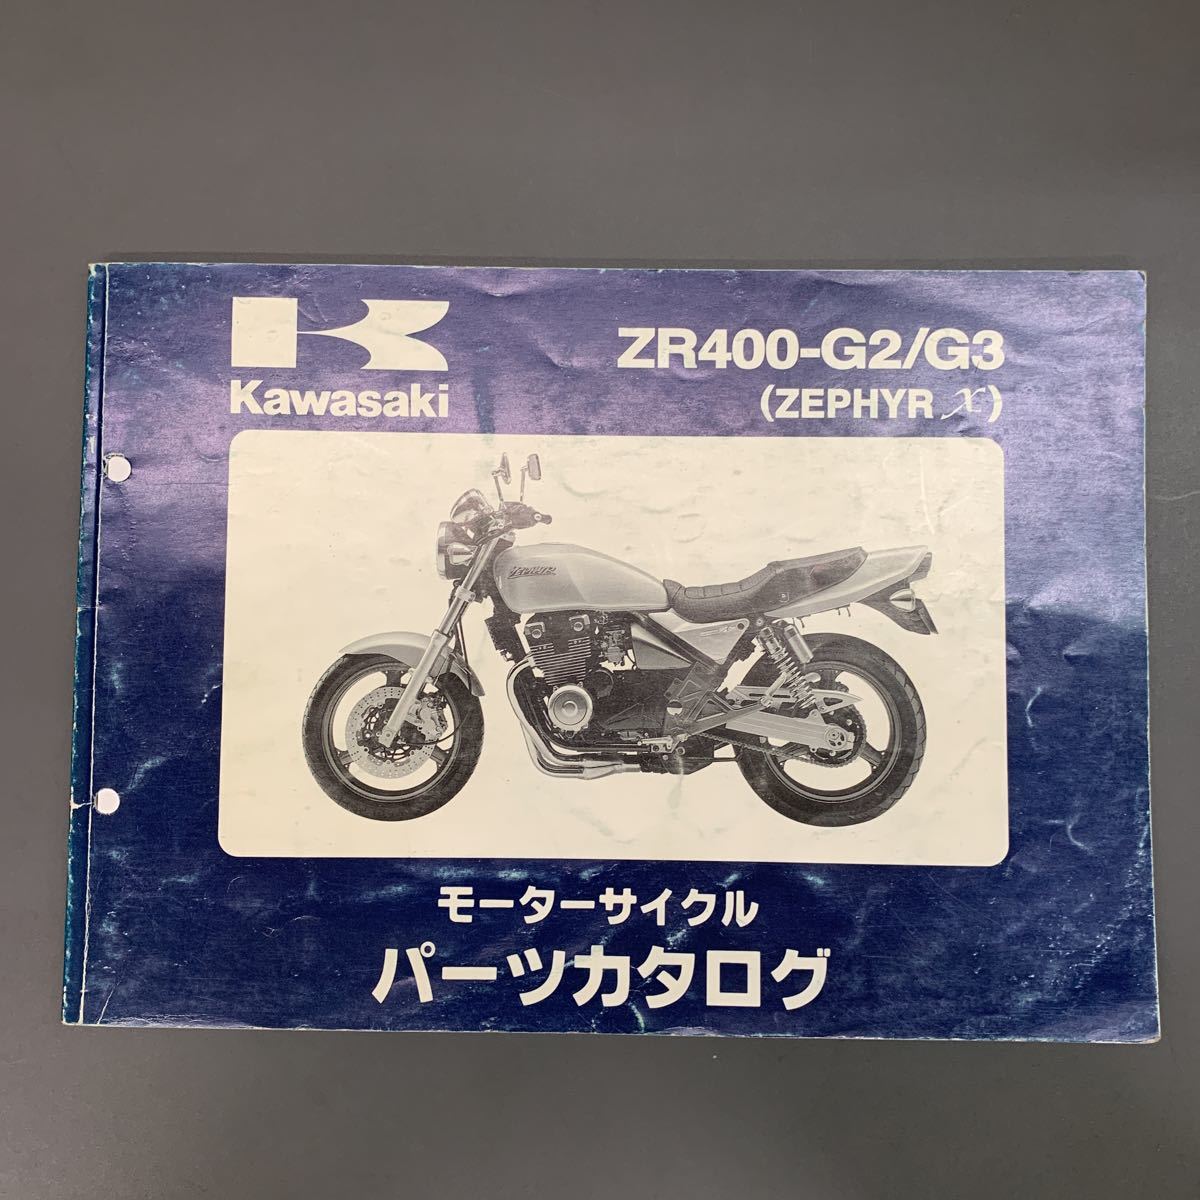 Kawasaki
ZR400-G2/G3
(ZEPHYR χ)
ZEPHYR
モーターサイクル
パーツカタログ